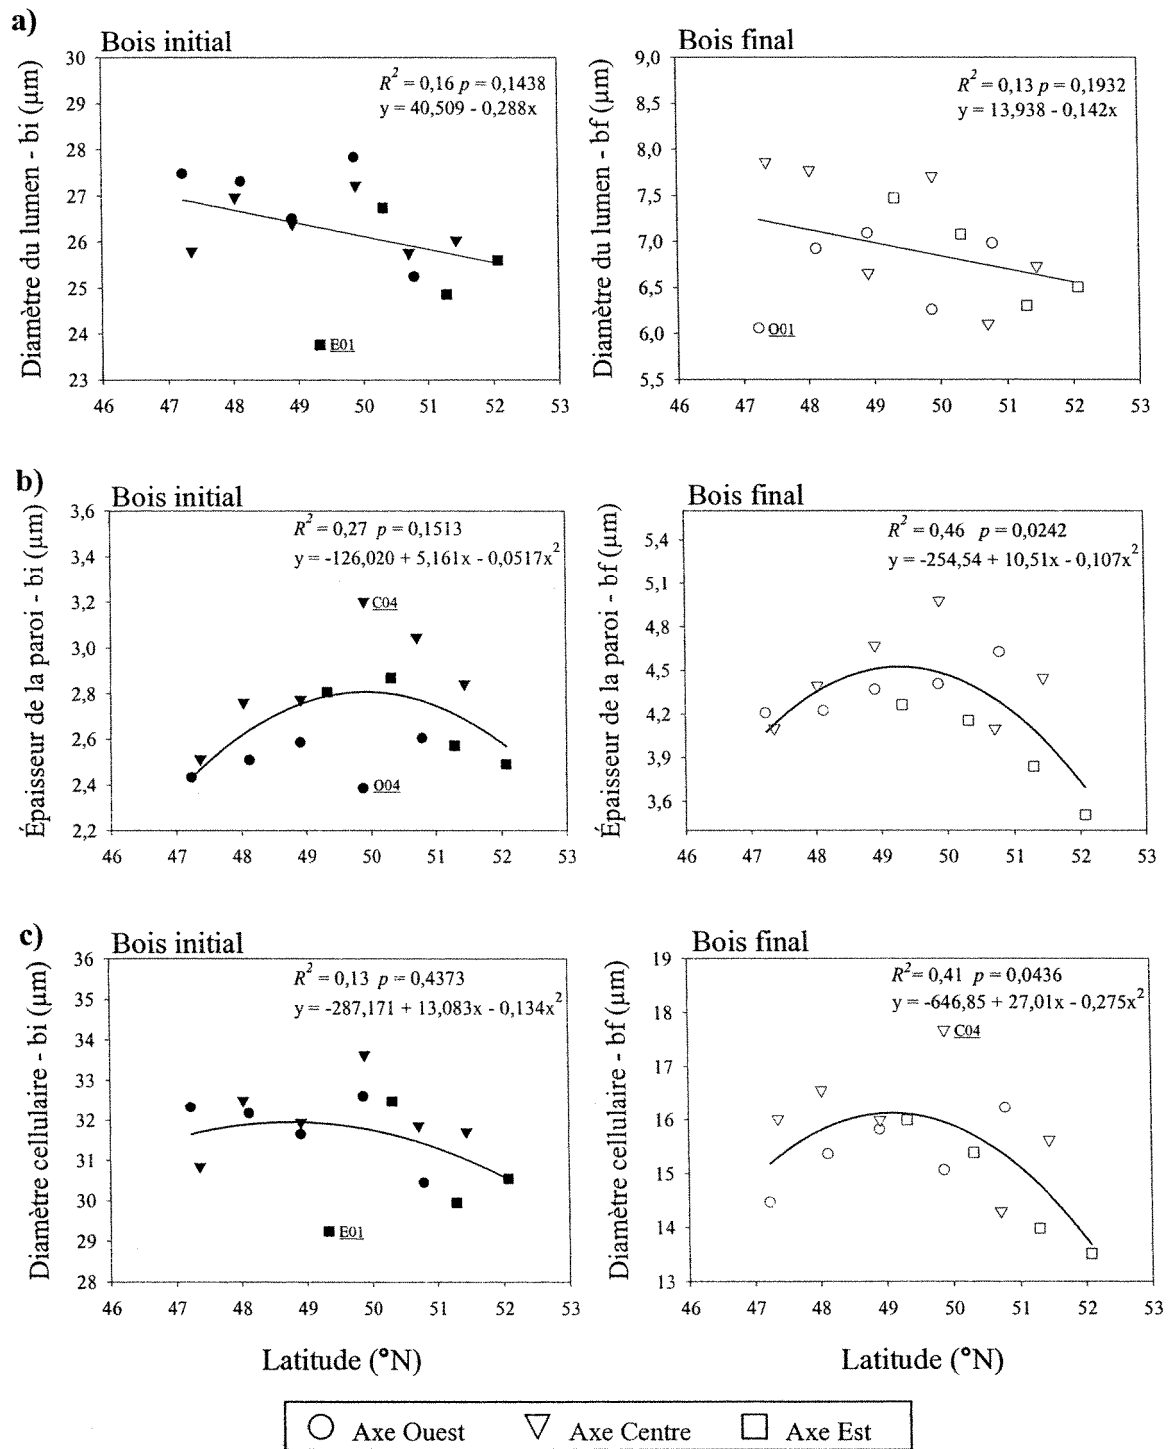 a)
Bois initial
Diamètre du lumen - bi (µm)
R² = 0,16 p = 0,1438
y = 40,509 - 0,288x
30
29
28
27
26
25
24
23
E01
46 47 48 49 50 51 52 53
Bois final
Diamètre du lumen - bf (µm)
R² = 0,13 p = 0,1932
y = 13,938 - 0,142x
9,0
8,5
8,0
7,5
7,0
6,5
6,0
5,5
O01
46 47 48 49 50 51 52 53
b)
Bois initial
Épaisseur de la paroi - bi (µm)
R² = 0,27 p = 0,1513
y = -126,020 + 5,161x - 0,0517x²
3,6
3,4
3,2
3,0
2,8
2,6
2,4
2,2
C04
O04
46 47 48 49 50 51 52 53
Bois final
Épaisseur de la paroi - bf (µm)
R² = 0,46 p = 0,0242
y = -254,54 + 10,51x - 0,107x²
5,4
5,1
4,8
4,5
4,2
3,9
3,6
46 47 48 49 50 51 52 53
c)
Bois initial
Diamètre cellulaire - bi (µm)
R² = 0,13 p = 0,4373
y = -287,171 + 13,083x - 0,134x²
36
35
34
33
32
31
30
29
28
E01
46 47 48 49 50 51 52 53
Latitude (°N)
Bois final
Diamètre cellulaire - bf (µm)
R²= 0,41 p = 0,0436
y = -646,85 + 27,01x - 0,275x²
19
18
17
16
15
14
13
C04
46 47 48 49 50 51 52 53
Latitude (°N)
Axe Ouest Axe Centre Axe Est